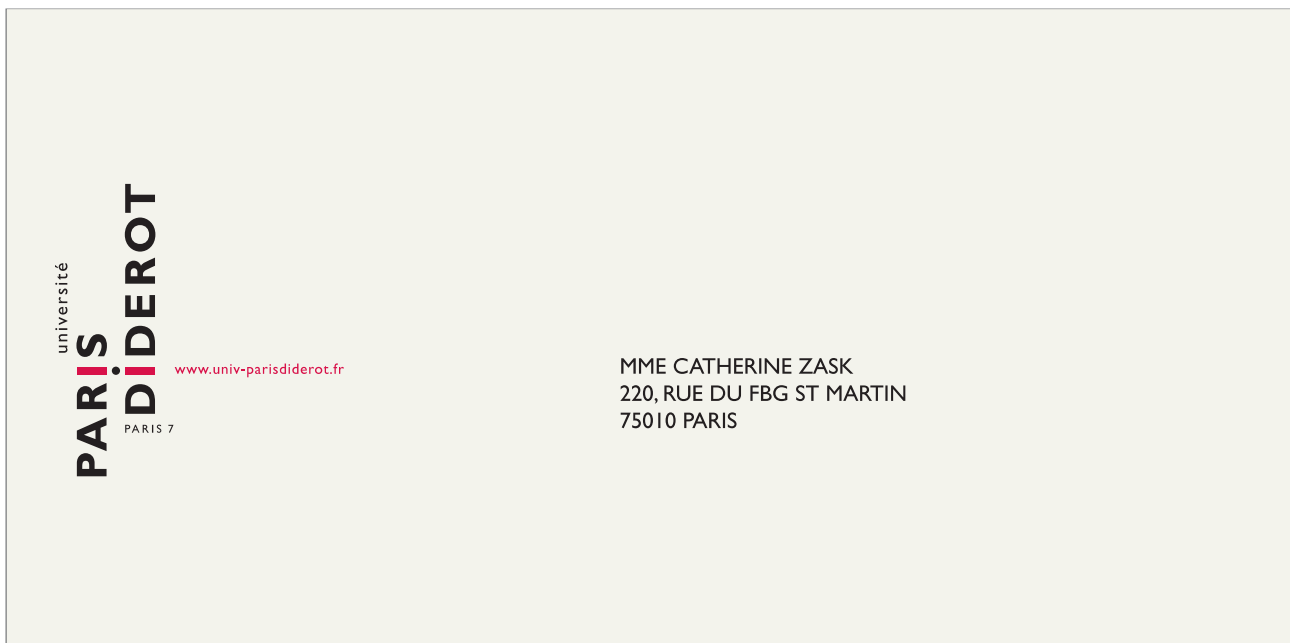 université
PARIS
DIDEROT
PARIS 7
www.univ-parisdiderot.fr
MME CATHERINE ZASK
220, RUE DU FBG ST MARTIN
75010 PARIS